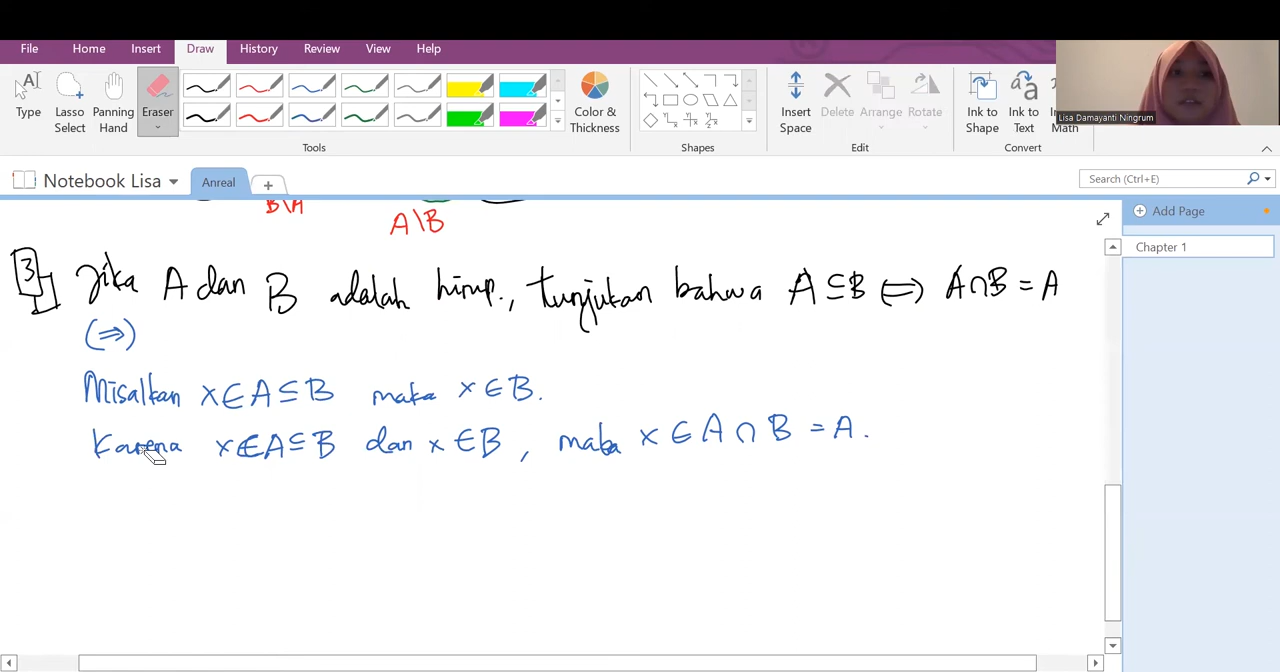 File Home Insert Draw History Review View Help
Type Lasso Select Panning Hand Eraser Color & Thickness Insert Space Delete Arrange Rotate Ink to Shape Ink to Text Math
Tools Shapes Edit Convert
Lisa Damayanti Ningrum
Notebook Lisa Anreal + Search (Ctrl+E)
Add Page
Chapter 1
B\A
A\B
3 Jika A dan B adalah himp., tunjukan bahwa A ⊆ B ⟺ A ∩ B = A
(⇒)
Misalkan x ∈ A ⊆ B maka x ∈ B.
Karena x ∈ A ⊆ B dan x ∈ B, maka x ∈ A ∩ B = A.